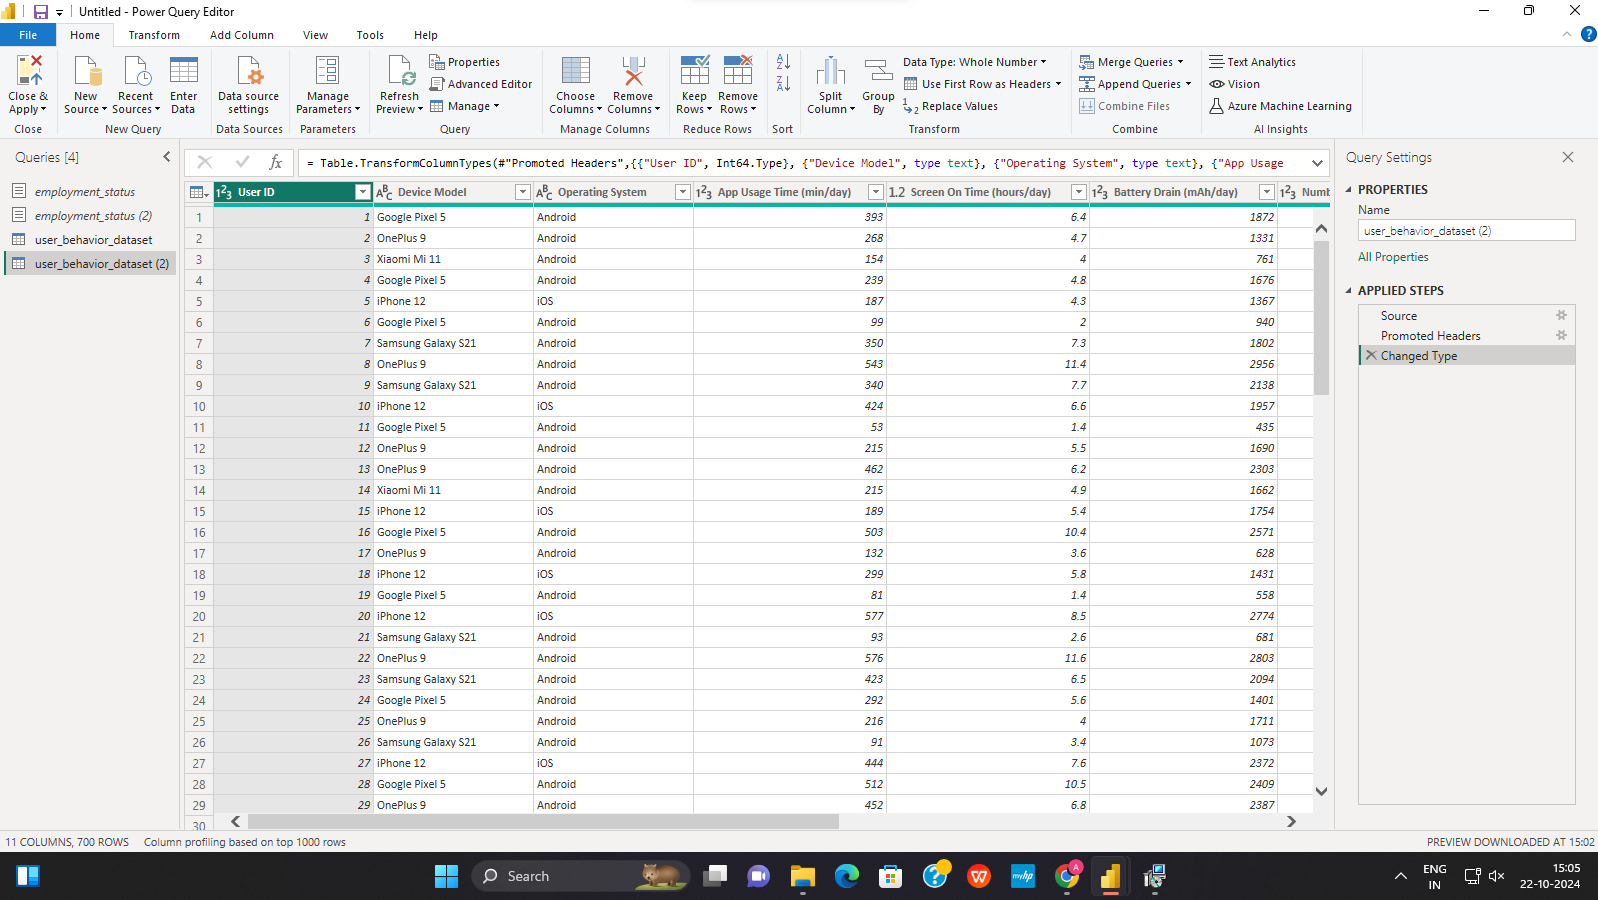 Untitled - Power Query Editor
File Home Transform Add Column View Tools Help
Close & Apply
New Source
Recent Sources
Enter Data
Data source settings
Manage Parameters
Refresh Preview
Properties
Advanced Editor
Manage
Choose Columns
Remove Columns
Keep Rows
Remove Rows
Split Column
Group By
Data Type: Whole Number
Use First Row as Headers
Replace Values
Merge Queries
Append Queries
Combine Files
Text Analytics
Vision
Azure Machine Learning
Close New Query Data Sources Parameters Query Manage Columns Reduce Rows Sort Transform Combine AI Insights
Queries [4]
employment_status
employment_status (2)
user_behavior_dataset
user_behavior_dataset (2)
= Table.TransformColumnTypes(#"Promoted Headers",{{"User ID", Int64.Type}, {"Device Model", type text}, {"Operating System", type text}, {"App Usage
User ID Device Model Operating System App Usage Time (min/day) Screen On Time (hours/day) Battery Drain (mAh/day) Numb
1 1 Google Pixel 5 Android 393 6.4 1872
2 2 OnePlus 9 Android 268 4.7 1331
3 3 Xiaomi Mi 11 Android 154 4 761
4 4 Google Pixel 5 Android 239 4.8 1676
5 5 iPhone 12 iOS 187 4.3 1367
6 6 Google Pixel 5 Android 99 2 940
7 7 Samsung Galaxy S21 Android 350 7.3 1802
8 8 OnePlus 9 Android 543 11.4 2956
9 9 Samsung Galaxy S21 Android 340 7.7 2138
10 10 iPhone 12 iOS 424 6.6 1957
11 11 Google Pixel 5 Android 53 1.4 435
12 12 OnePlus 9 Android 215 5.5 1690
13 13 OnePlus 9 Android 462 6.2 2303
14 14 Xiaomi Mi 11 Android 215 4.9 1662
15 15 iPhone 12 iOS 189 5.4 1754
16 16 Google Pixel 5 Android 503 10.4 2571
17 17 OnePlus 9 Android 132 3.6 628
18 18 iPhone 12 iOS 299 5.8 1431
19 19 Google Pixel 5 Android 81 1.4 558
20 20 iPhone 12 iOS 577 8.5 2774
21 21 Samsung Galaxy S21 Android 93 2.6 681
22 22 OnePlus 9 Android 576 11.6 2803
23 23 Samsung Galaxy S21 Android 423 6.5 2094
24 24 Google Pixel 5 Android 292 5.6 1401
25 25 OnePlus 9 Android 216 4 1711
26 26 Samsung Galaxy S21 Android 91 3.4 1073
27 27 iPhone 12 iOS 444 7.6 2372
28 28 Google Pixel 5 Android 512 10.5 2409
29 29 OnePlus 9 Android 452 6.8 2387
30
Query Settings
PROPERTIES
Name
user_behavior_dataset (2)
All Properties
APPLIED STEPS
Source
Promoted Headers
Changed Type
11 COLUMNS, 700 ROWS Column profiling based on top 1000 rows PREVIEW DOWNLOADED AT 15:02
Search
ENG
IN
15:05
22-10-2024